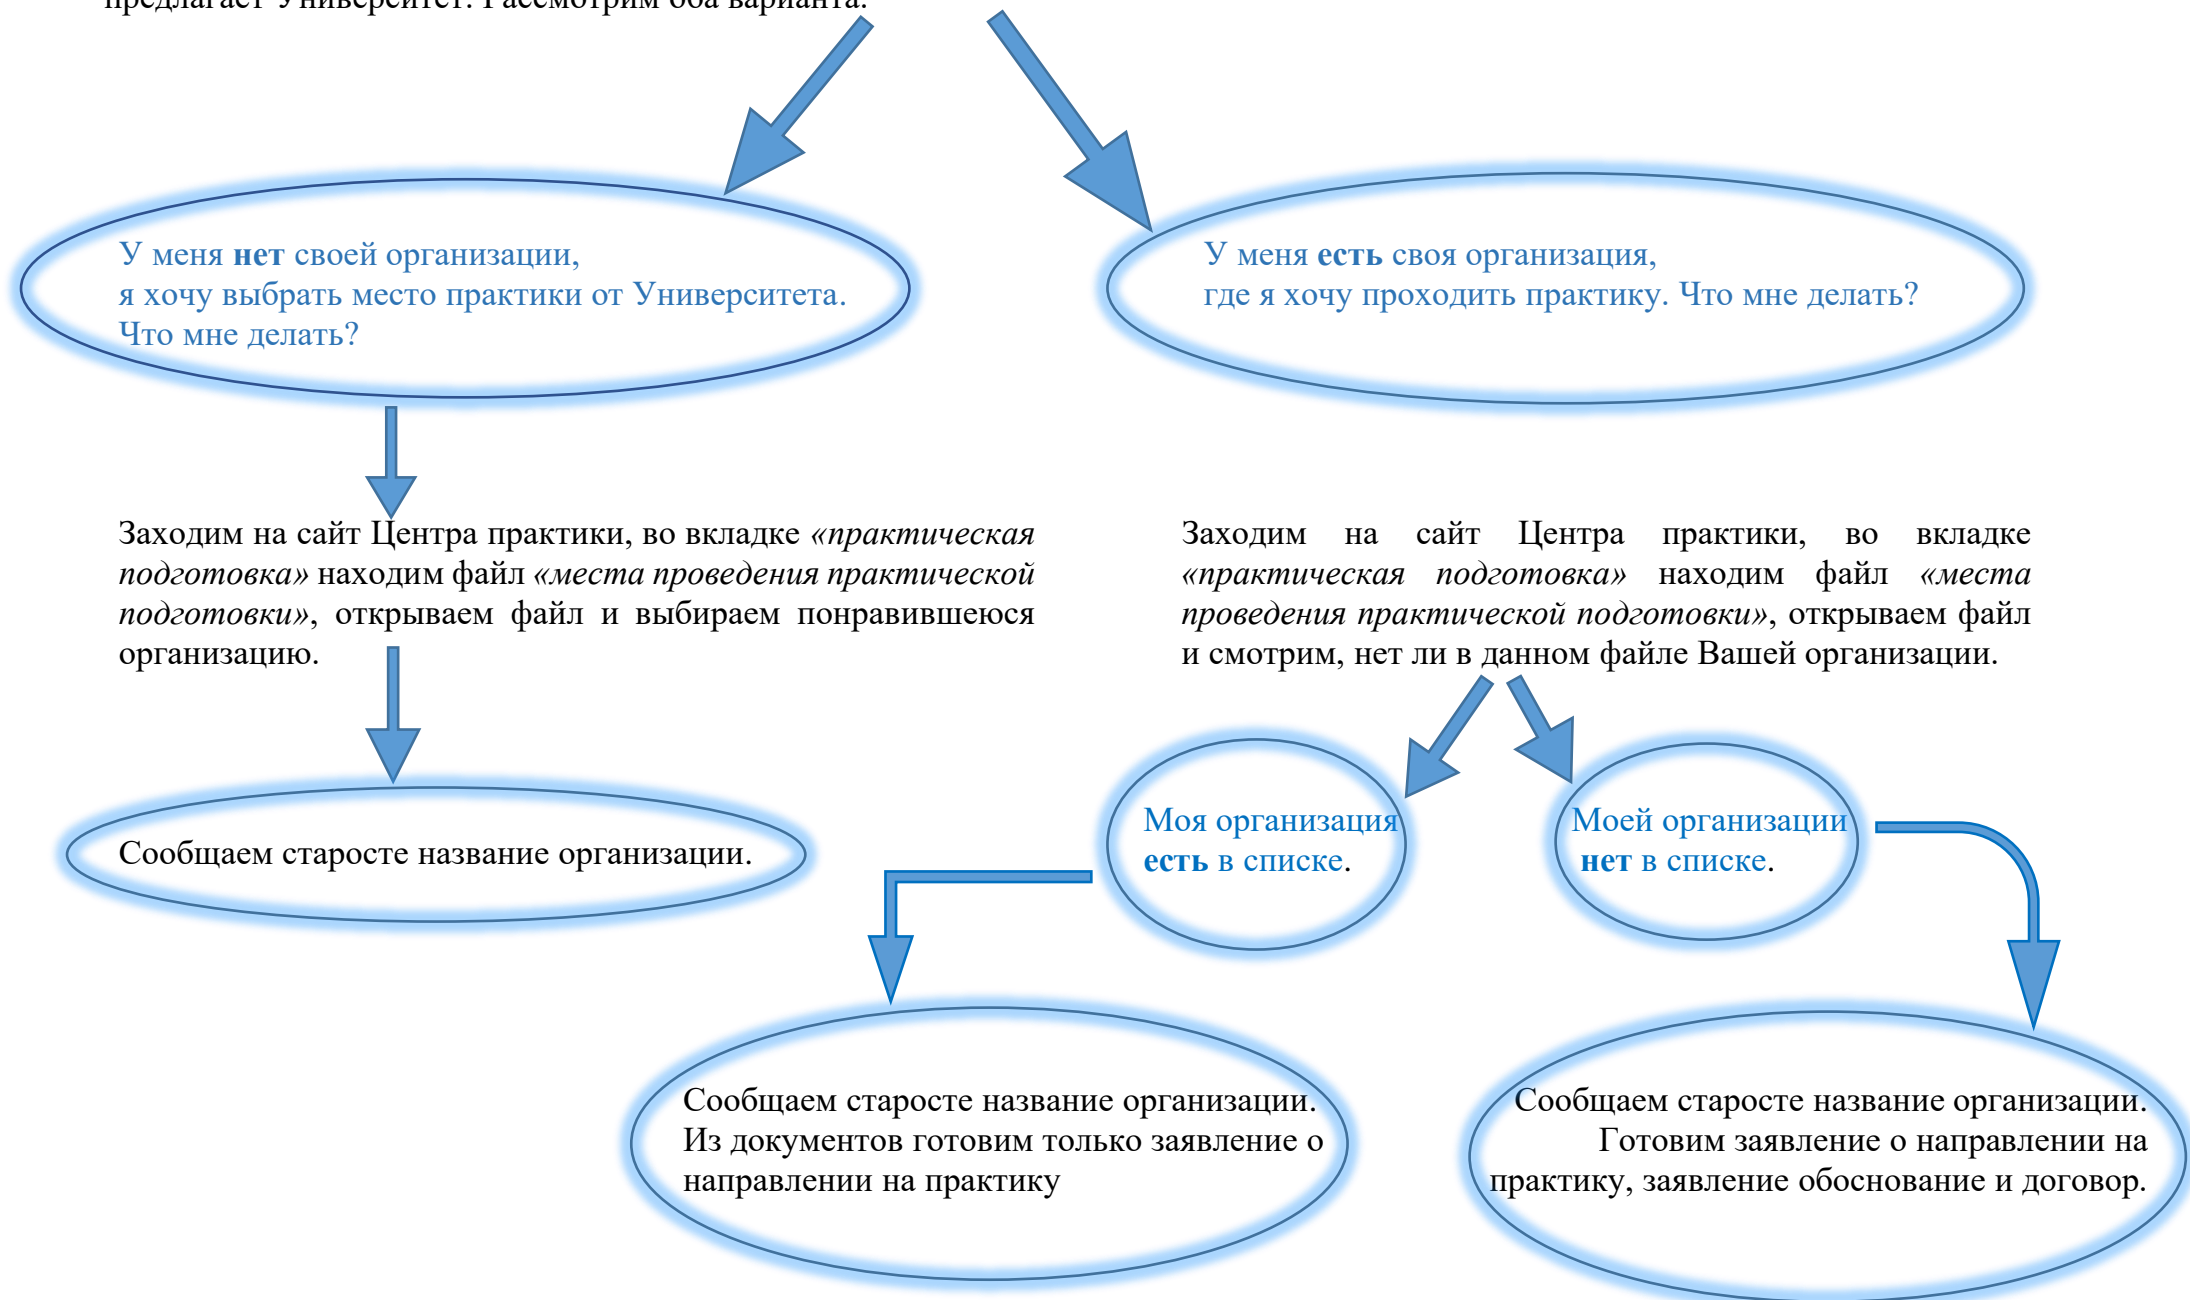 предлагает Университет. Рассмотрим оба варианта.
У меня нет своей организации,
я хочу выбрать место практики от Университета.
Что мне делать?
У меня есть своя организация,
где я хочу проходить практику. Что мне делать?
Заходим на сайт Центра практики, во вкладке «практическая
подготовка» находим файл «места проведения практической
подготовки», открываем файл и выбираем понравившеюся
организацию.
Заходим на сайт Центра практики, во вкладке
«практическая подготовка» находим файл «места
проведения практической подготовки», открываем файл
и смотрим, нет ли в данном файле Вашей организации.
Сообщаем старосте название организации.
Моя организация
есть в списке.
Моей организации
нет в списке.
Сообщаем старосте название организации.
Из документов готовим только заявление о
направлении на практику
Сообщаем старосте название организации.
Готовим заявление о направлении на
практику, заявление обоснование и договор.